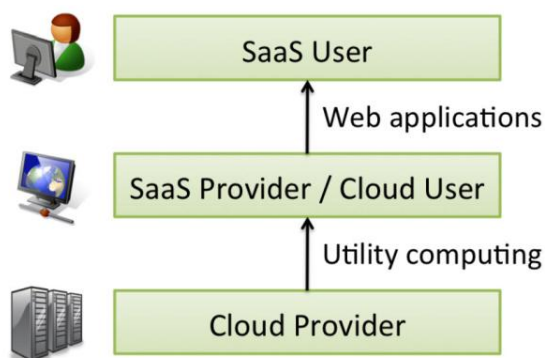 SaaS User
Web applications
SaaS Provider / Cloud User
Utility computing
Cloud Provider